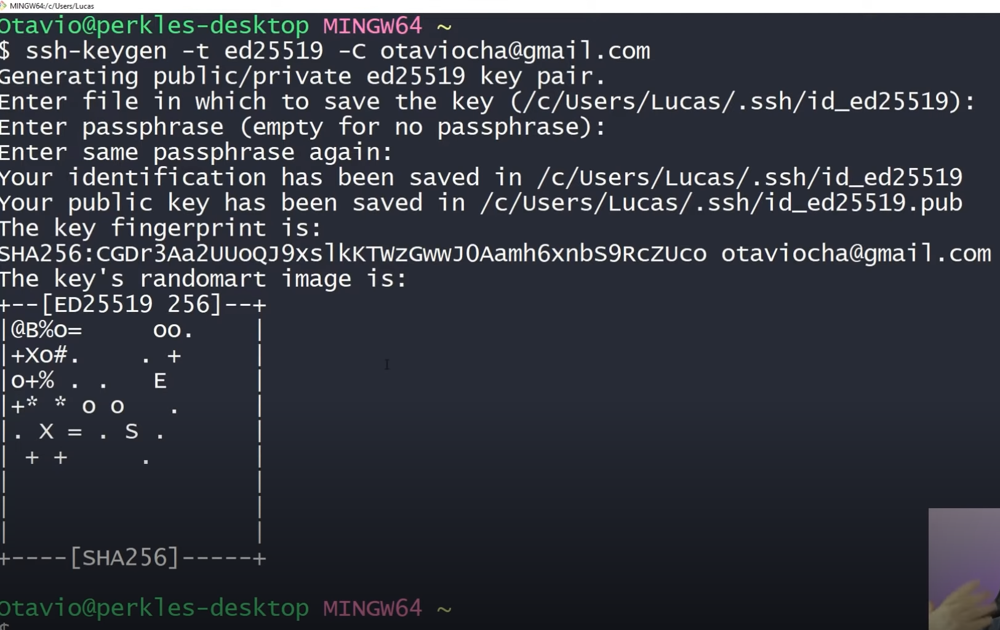 MINGW64:/c/Users/Lucas
Otavio@perkles-desktop MINGW64 ~
$ ssh-keygen -t ed25519 -C otaviocha@gmail.com
Generating public/private ed25519 key pair.
Enter file in which to save the key (/c/Users/Lucas/.ssh/id_ed25519):
Enter passphrase (empty for no passphrase):
Enter same passphrase again:
Your identification has been saved in /c/Users/Lucas/.ssh/id_ed25519
Your public key has been saved in /c/Users/Lucas/.ssh/id_ed25519.pub
The key fingerprint is:
SHA256:CGDr3Aa2UUoQJ9xslkKTWzGwwJ0Aamh6xnbS9RcZUco otaviocha@gmail.com
The key's randomart image is:
+--[ED25519 256]--+
|@B%o=     oo.    |
|+Xo#.    . +     |
|o+% . .   E      |
|+* * o o   .     |
|. X = . S .      |
| + +     .       |
|                 |
|                 |
|                 |
+----[SHA256]-----+
Otavio@perkles-desktop MINGW64 ~
$